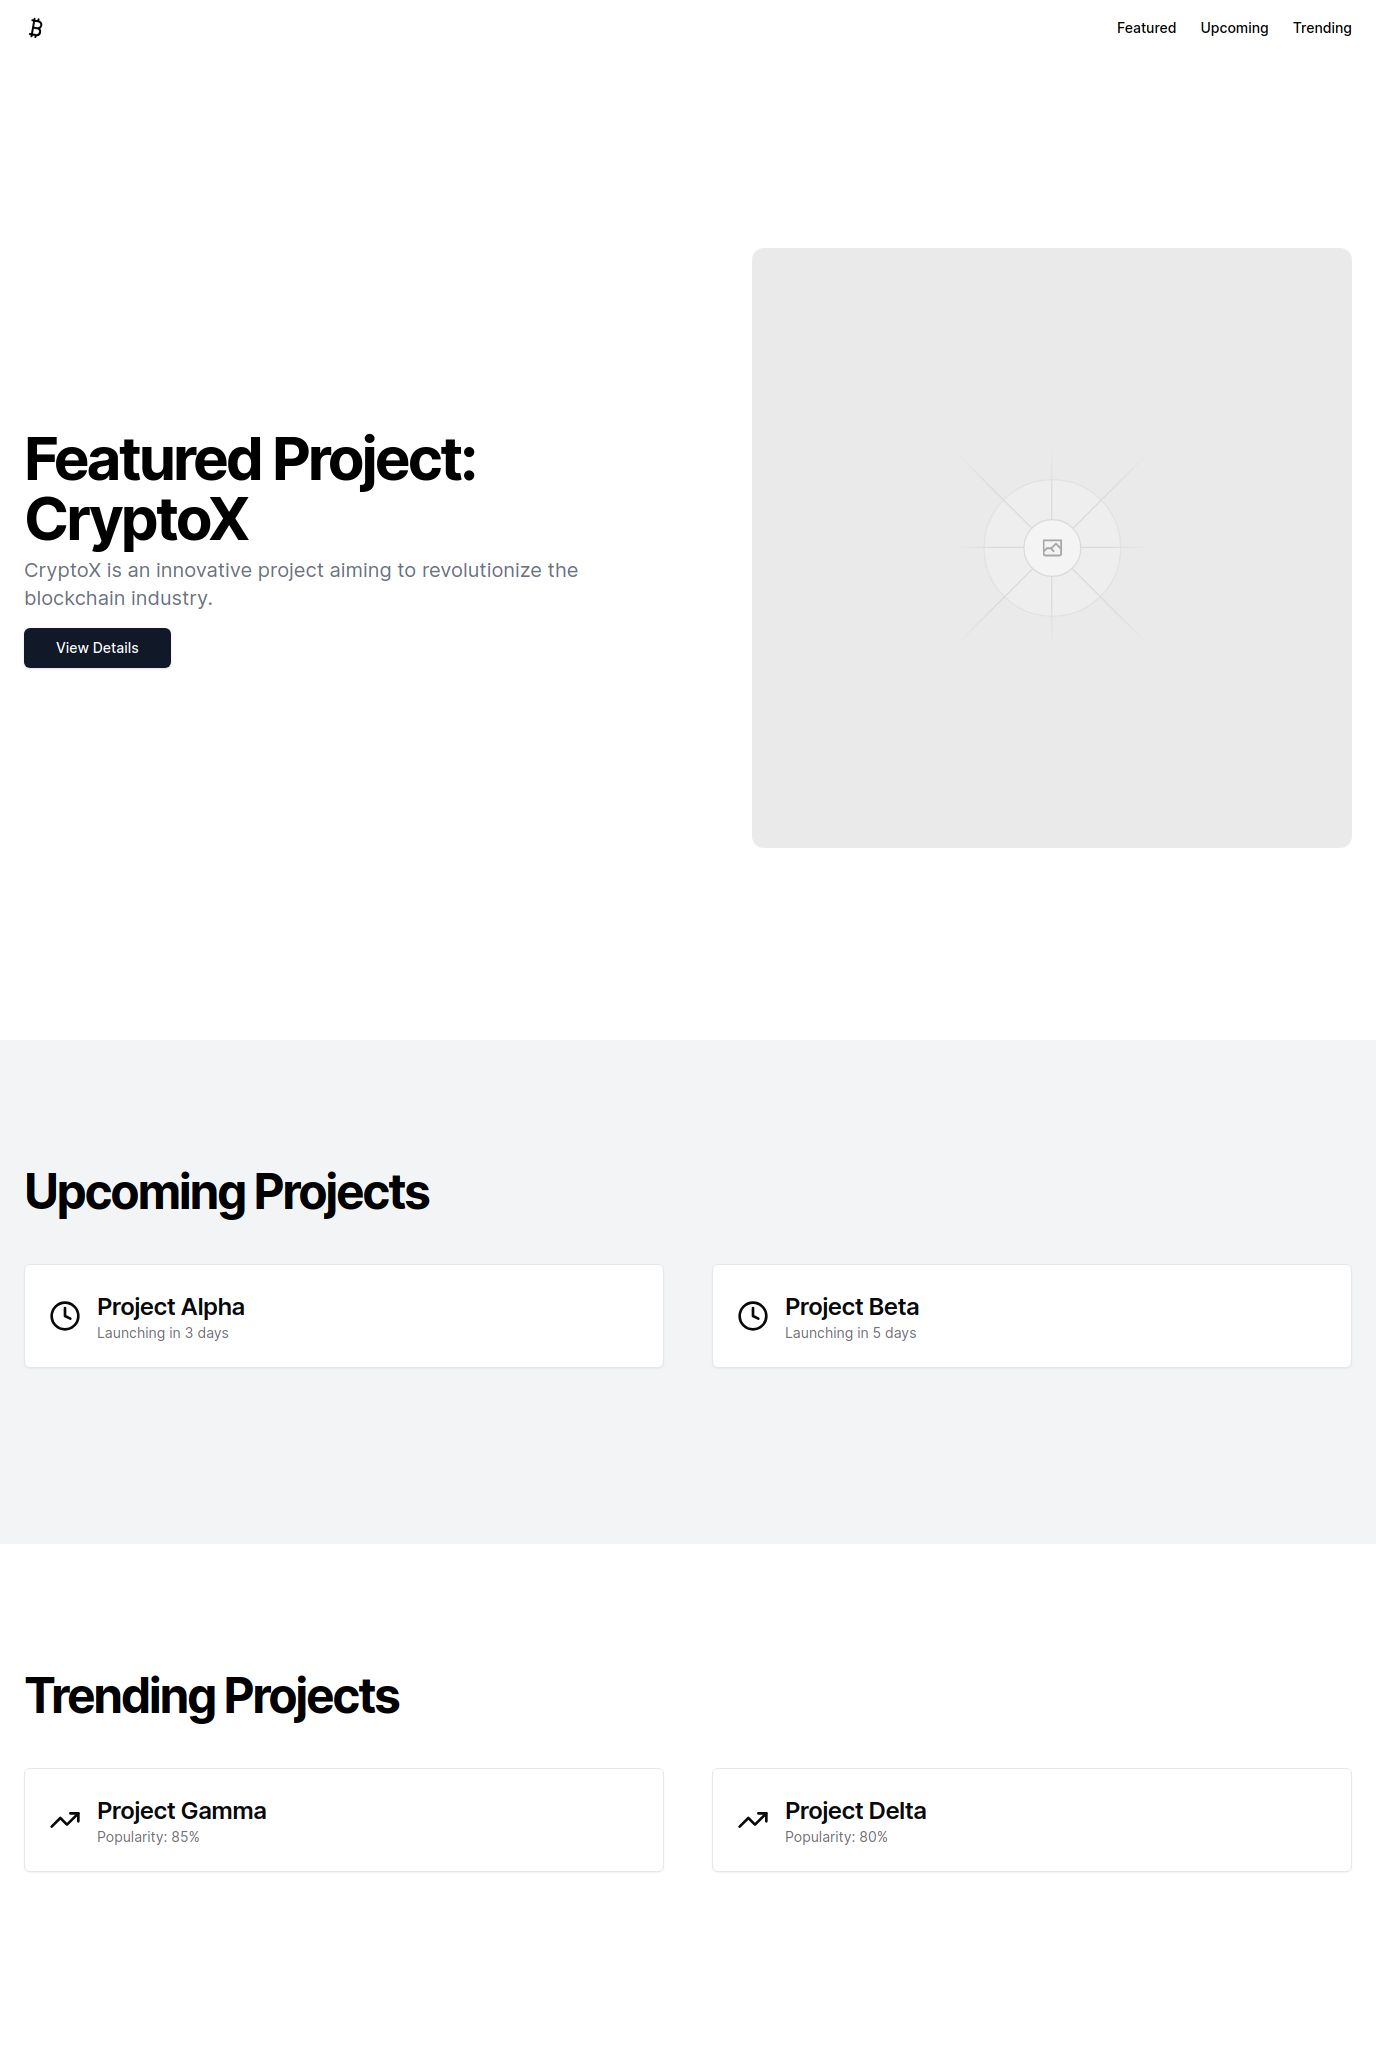 Featured
Upcoming
Trending
Featured Project:
CryptoX
CryptoX is an innovative project aiming to revolutionize the
blockchain industry.
View Details
Upcoming Projects
Project Alpha
Launching in 3 days
Project Beta
Launching in 5 days
Trending Projects
Project Gamma
Popularity: 85%
Project Delta
Popularity: 80%